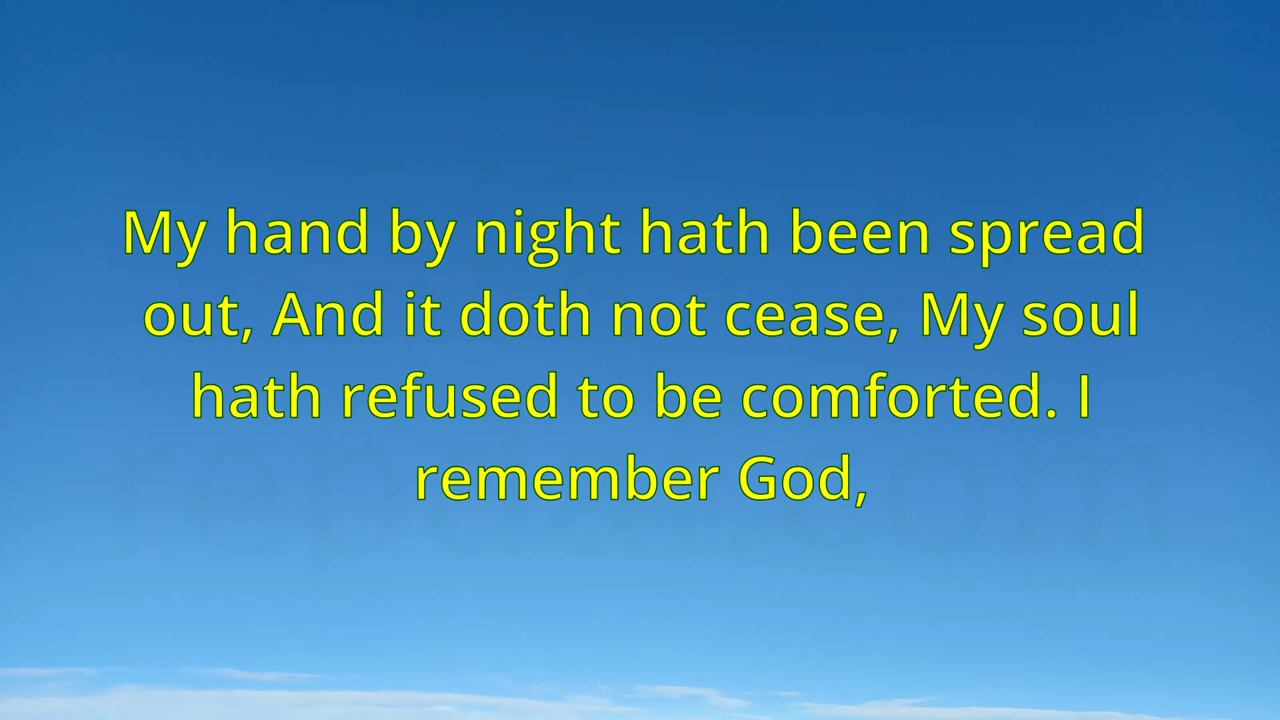 My hand by night hath been spread
out, And it doth not cease, My soul
hath refused to be comforted. I
remember God,